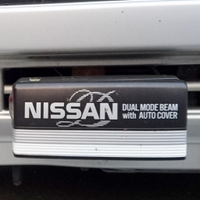 NISSAN
DUAL MODE BEAM
with AUTO COVER